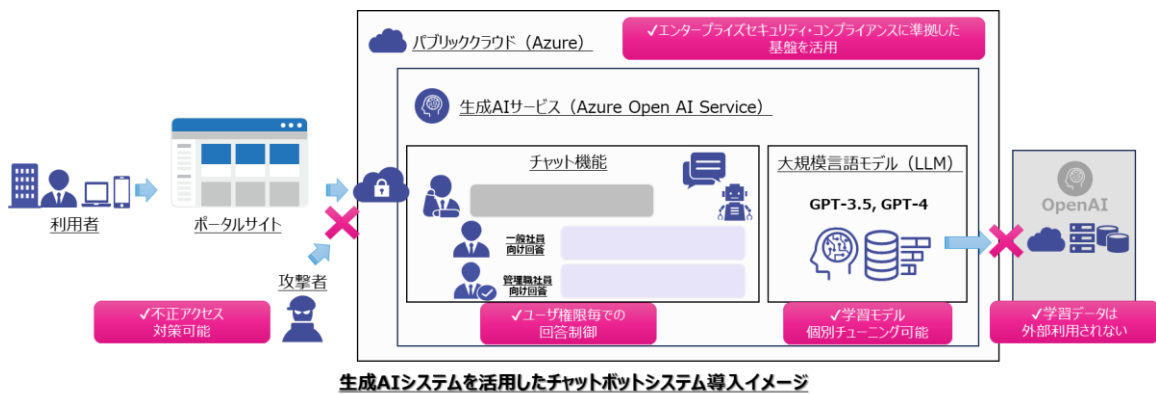 パブリッククラウド（Azure）
✓エンタープライズセキュリティ・コンプライアンスに準拠した
基盤を活用
生成AIサービス（Azure Open AI Service）
チャット機能
大規模言語モデル（LLM）
GPT-3.5, GPT-4
OpenAI
利用者
ポータルサイト
一般社員
向け回答
管理職社員
向け回答
攻撃者
✓不正アクセス
対策可能
✓ユーザ権限毎での
回答制御
✓学習モデル
個別チューニング可能
✓学習データは
外部利用されない
生成AIシステムを活用したチャットボットシステム導入イメージ